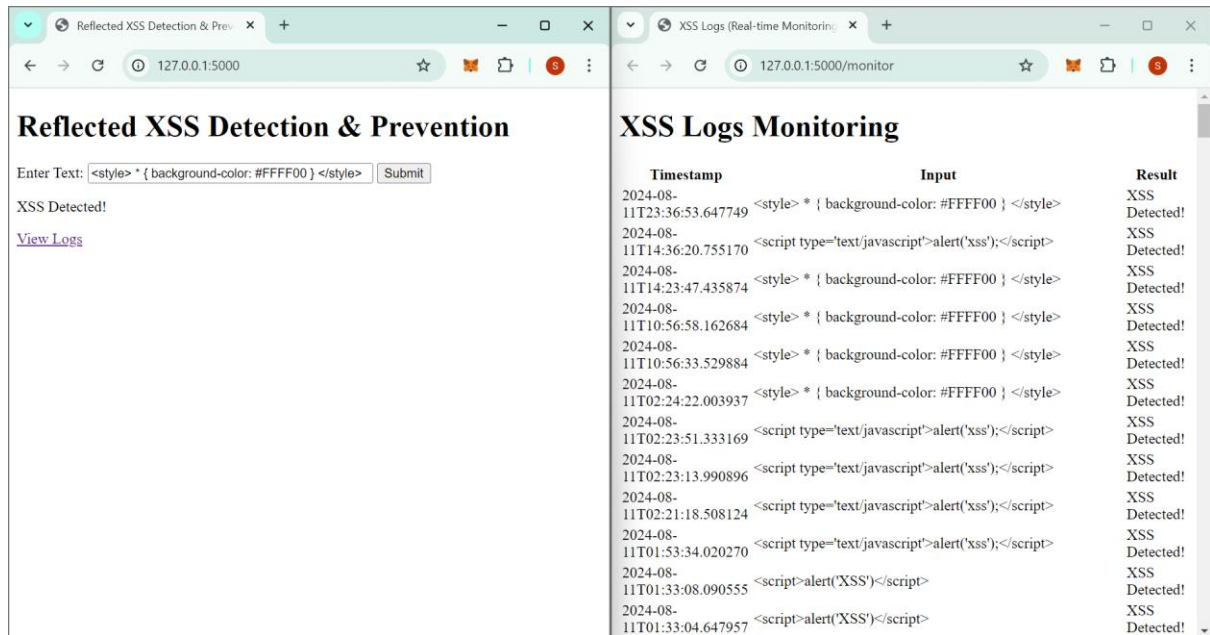 Reflected XSS Detection & Prev
127.0.0.1:5000
S
Reflected XSS Detection & Prevention
Enter Text: <style> * { background-color: #FFFF00 } </style> Submit
XSS Detected!
View Logs
XSS Logs (Real-time Monitoring
127.0.0.1:5000/monitor
S
XSS Logs Monitoring
Timestamp Input Result
2024-08- XSS
11T23:36:53.647749 <style> * { background-color: #FFFF00 } </style> Detected!
2024-08- XSS
11T14:36:20.755170 <script type='text/javascript'>alert('xss');</script> Detected!
2024-08- XSS
11T14:23:47.435874 <style> * { background-color: #FFFF00 } </style> Detected!
2024-08- XSS
11T10:56:58.162684 <style> * { background-color: #FFFF00 } </style> Detected!
2024-08- XSS
11T10:56:33.529884 <style> * { background-color: #FFFF00 } </style> Detected!
2024-08- XSS
11T02:24:22.003937 <style> * { background-color: #FFFF00 } </style> Detected!
2024-08- XSS
11T02:23:51.333169 <script type='text/javascript'>alert('xss');</script> Detected!
2024-08- XSS
11T02:23:13.990896 <script type='text/javascript'>alert('xss');</script> Detected!
2024-08- XSS
11T02:21:18.508124 <script type='text/javascript'>alert('xss');</script> Detected!
2024-08- XSS
11T01:53:34.020270 <script type='text/javascript'>alert('xss');</script> Detected!
2024-08- XSS
11T01:33:08.090555 <script>alert('XSS')</script> Detected!
2024-08- XSS
11T01:33:04.647957 <script>alert('XSS')</script> Detected!